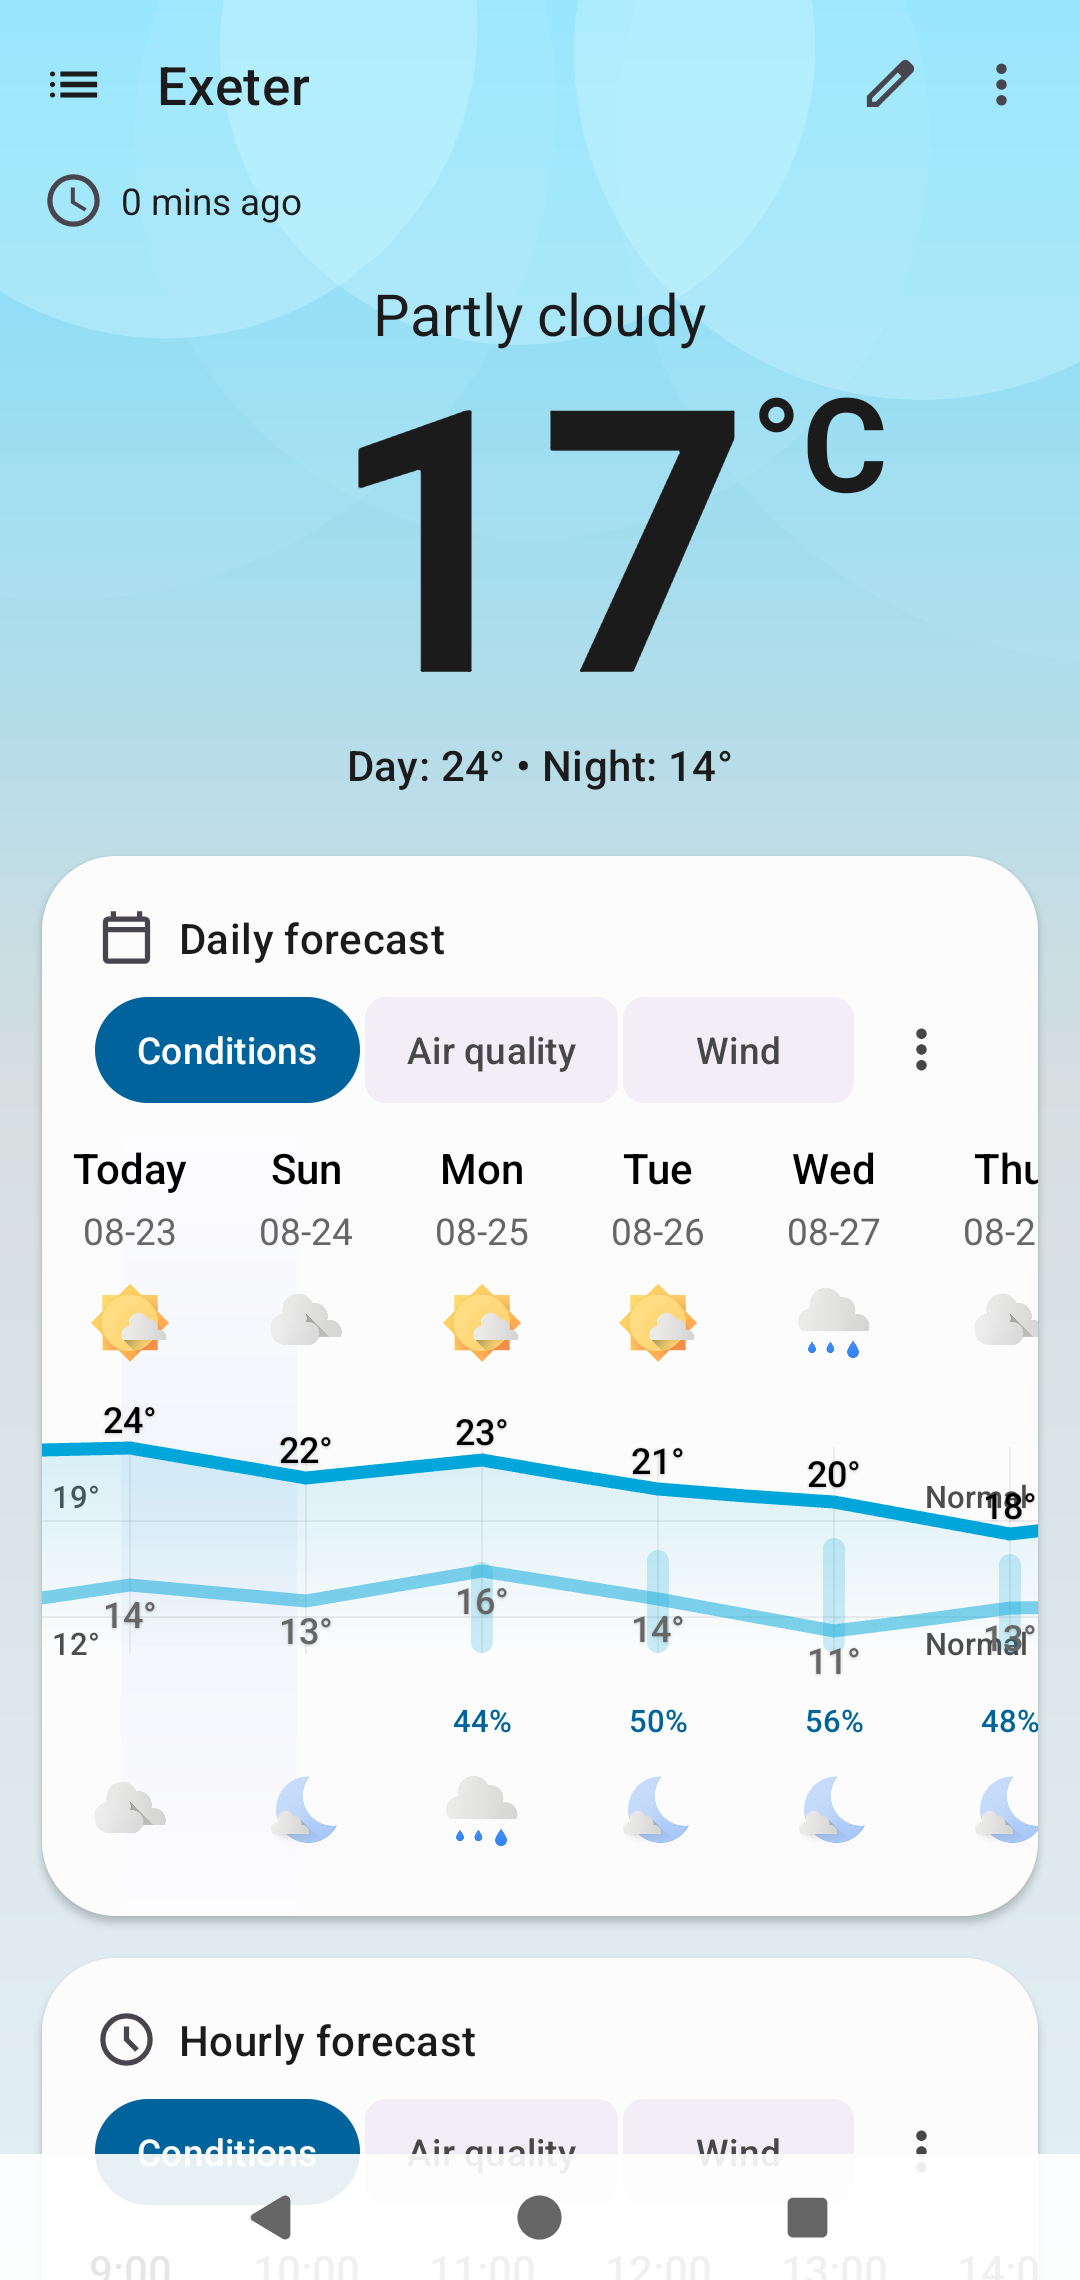 Exeter
0 mins ago
Partly cloudy
17°C
Day: 24° • Night: 14°
Daily forecast
Conditions Air quality Wind
Today Sun Mon Tue Wed Thu
08-23 08-24 08-25 08-26 08-27 08-2
24° 22° 23° 21° 20° 18°
19° Normal
14° 13° 16° 14° 11° 13°
12° Normal
44% 50% 56% 48%
Hourly forecast
Conditions Air quality Wind
9:00 10:00 11:00 12:00 13:00 14:0